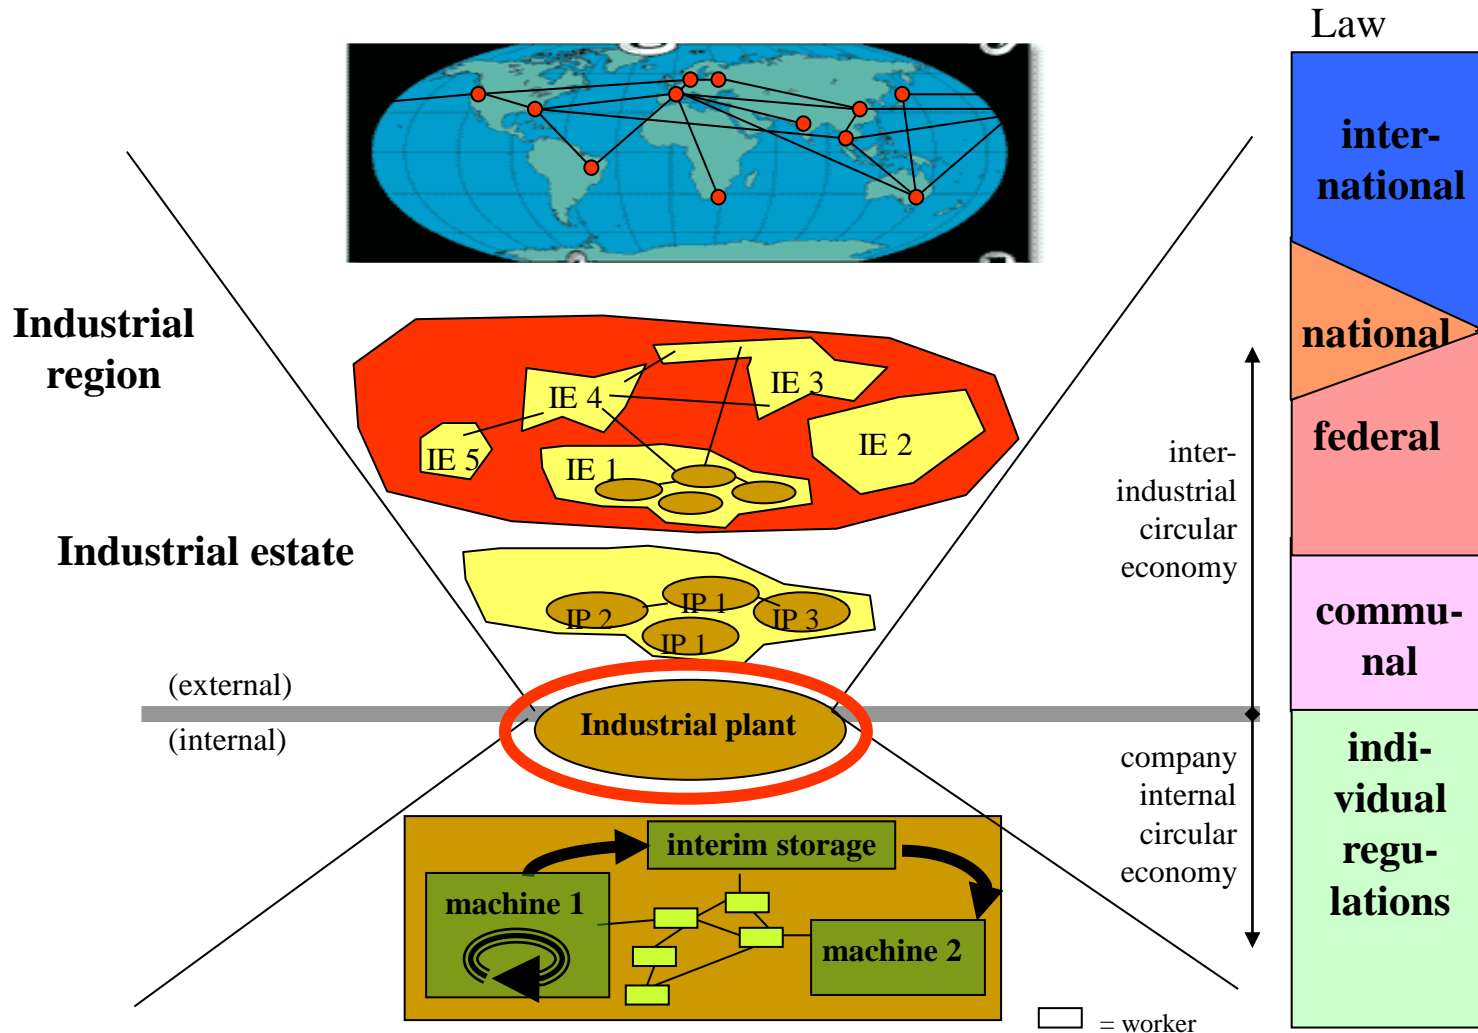 Law
inter-
national
national
federal
commu-
nal
indi-
vidual
regu-
lations
Industrial
region
IE 4
IE 3
IE 5
IE 1
IE 2
inter-
industrial
circular
economy
Industrial estate
IP 2
IP 1
IP 3
IP 1
(external)
(internal)
Industrial plant
company
internal
circular
economy
interim storage
machine 1
machine 2
= worker